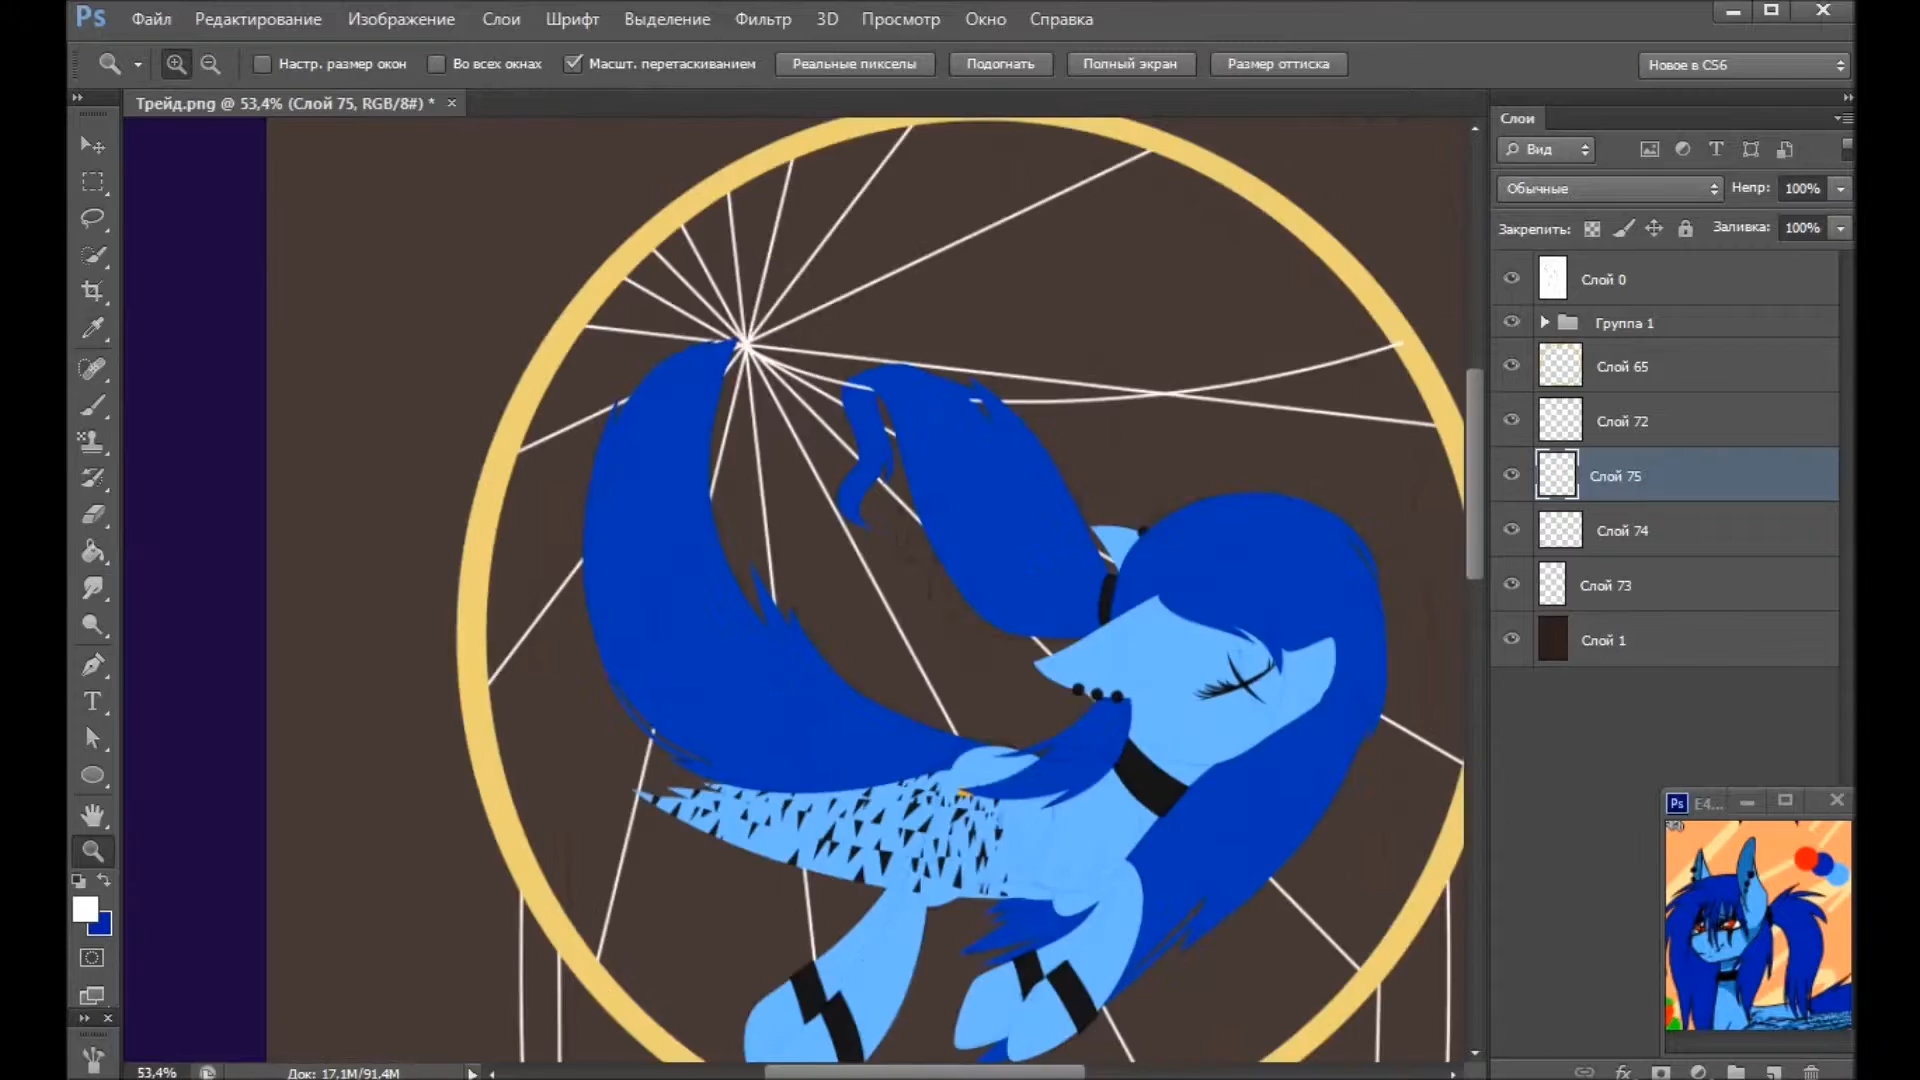 Ps Файл Редактирование Изображение Слои Шрифт Выделение Фильтр 3D Просмотр Окно Справка
Настр. размер окон Во всех окнах Масшт. перетаскиванием Реальные пикселы Подогнать Полный экран Размер оттиска Новое в CS6
Трейд.png @ 53,4% (Слой 75, RGB/8#) * ×
Слои
Вид
Обычные Непр: 100%
Закрепить: Заливка: 100%
Слой 0
Группа 1
Слой 65
Слой 72
Слой 75
Слой 74
Слой 73
Слой 1
Ps E4...
53,4% Док: 17,1M/91,4M